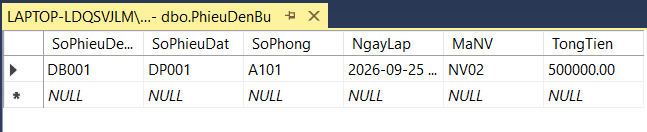 LAPTOP-LDQSVJLM\...- dbo.PhieuDenBu
SoPhieuDe... SoPhieuDat SoPhong NgayLap MaNV TongTien
DB001 DP001 A101 2026-09-25 ... NV02 500000.00
* NULL NULL NULL NULL NULL NULL